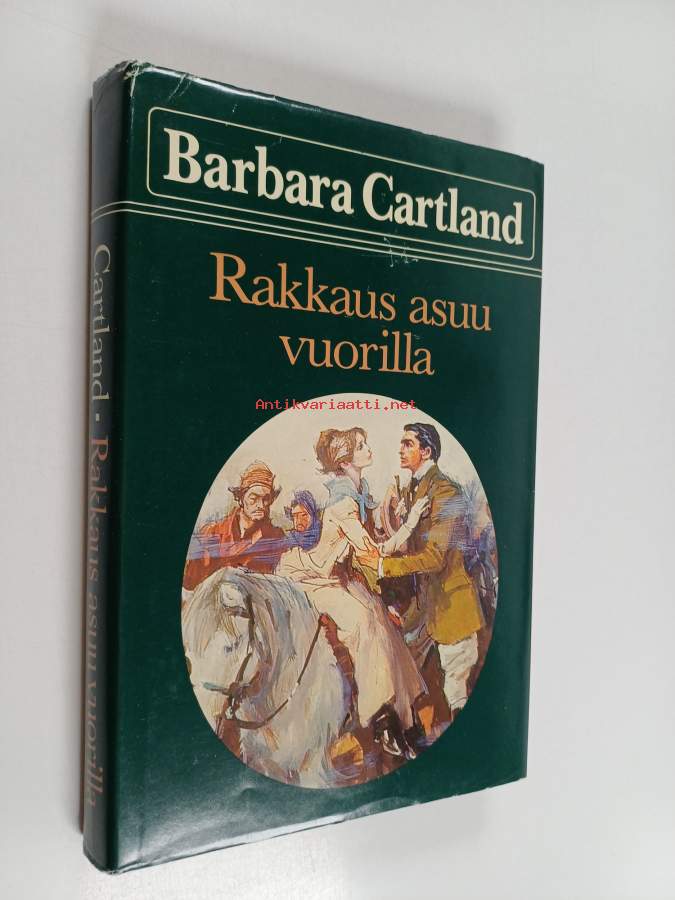 Barbara Cartland
Rakkaus asuu
vuorilla
Antikvariaatti.net
Cartland · Rakkaus asuu vuorilla